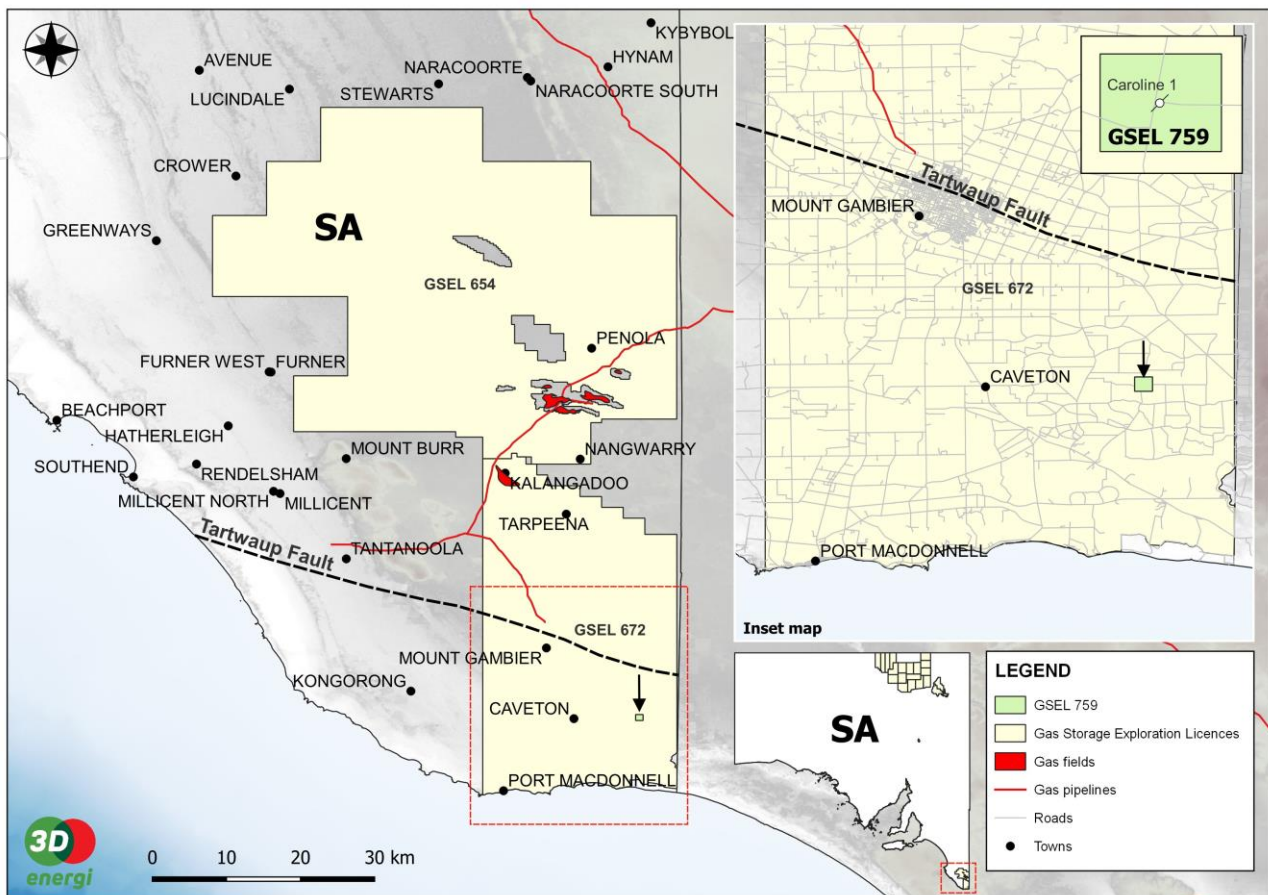 KYBYBOL
AVENUE
NARACOORTE
HYNAM
LUCINDALE
STEWARTS
NARACOORTE SOUTH
CROWER
GREENWAYS
SA
GSEL 654
PENOLA
FURNER WEST
FURNER
BEACHPORT
HATHERLEIGH
MOUNT BURR
NANGWARRY
SOUTHEND
RENDELSHAM
KALANGADOO
MILLICENT NORTH
MILLICENT
TARPEENA
Tartwaup Fault
TANTANOOLA
GSEL 672
MOUNT GAMBIER
KONGORONG
CAVETON
PORT MACDONNELL
3D
energi
0 10 20 30 km
Caroline 1
GSEL 759
Tartwaup Fault
MOUNT GAMBIER
GSEL 672
CAVETON
PORT MACDONNELL
Inset map
SA
LEGEND
GSEL 759
Gas Storage Exploration Licences
Gas fields
Gas pipelines
Roads
Towns